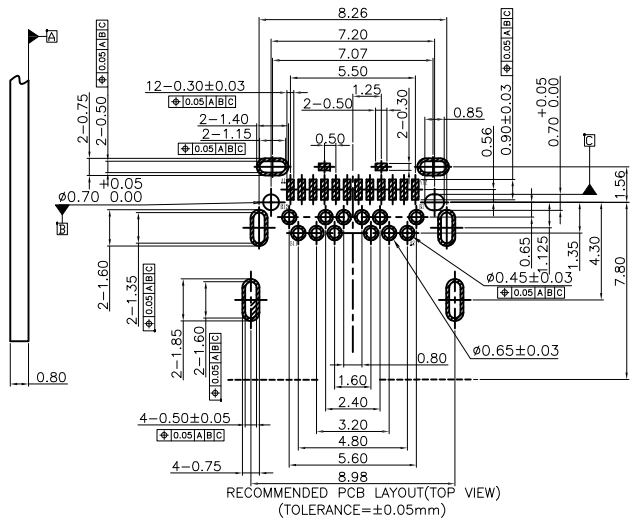 8.26
7.20
7.07
5.50
12-0.30±0.03
⌖ 0.05 A B C
1.25
2-0.50
2-0.30
0.85
2-1.40
2-1.15
⌖ 0.05 A B C
0.50
A
2-0.75
2-0.50
⌖ 0.05 A B C
0.56
0.90±0.03
⌖ 0.05 A B C
+0.05
0.70 0.00
C
1.56
+0.05
ø0.70 0.00
B
2-1.60
2-1.35
⌖ 0.05 A B C
0.65
1.125
1.35
4.30
7.80
ø0.45±0.03
⌖ 0.05 A B C
2-1.85
2-1.60
⌖ 0.05 A B C
ø0.65±0.03
0.80
0.80
1.60
2.40
4-0.50±0.05
⌖ 0.05 A B C
3.20
4.80
4-0.75
5.60
8.98
RECOMMENDED PCB LAYOUT(TOP VIEW)
(TOLERANCE=±0.05mm)